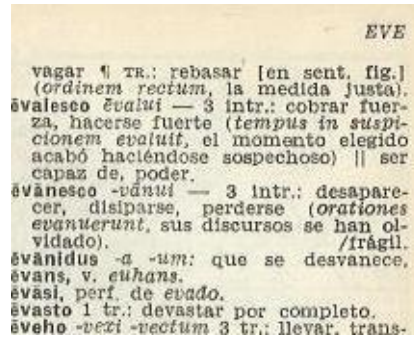 EVE
vagar ¶ TR.: rebasar [en sent. fig.]
(ordinem rectum, la medida justa).
ēvalesco ēvalui — 3 intr.: cobrar fuer-
za, hacerse fuerte (tempus in suspi-
cionem evaluit, el momento elegido
acabó haciéndose sospechoso) || ser
capaz de, poder.
ēvānesco -vānui — 3 intr.: desapare-
cer, disiparse, perderse (orationes
evanuerunt, sus discursos se han ol-
vidado). /frágil.
ēvānidus -a -um: que se desvanece,
ēvans, v. euhans.
ēvāsi, perf. de evado.
ēvasto 1 tr.: devastar por completo.
ēveho -vexi -vectum 3 tr.: llevar, trans-